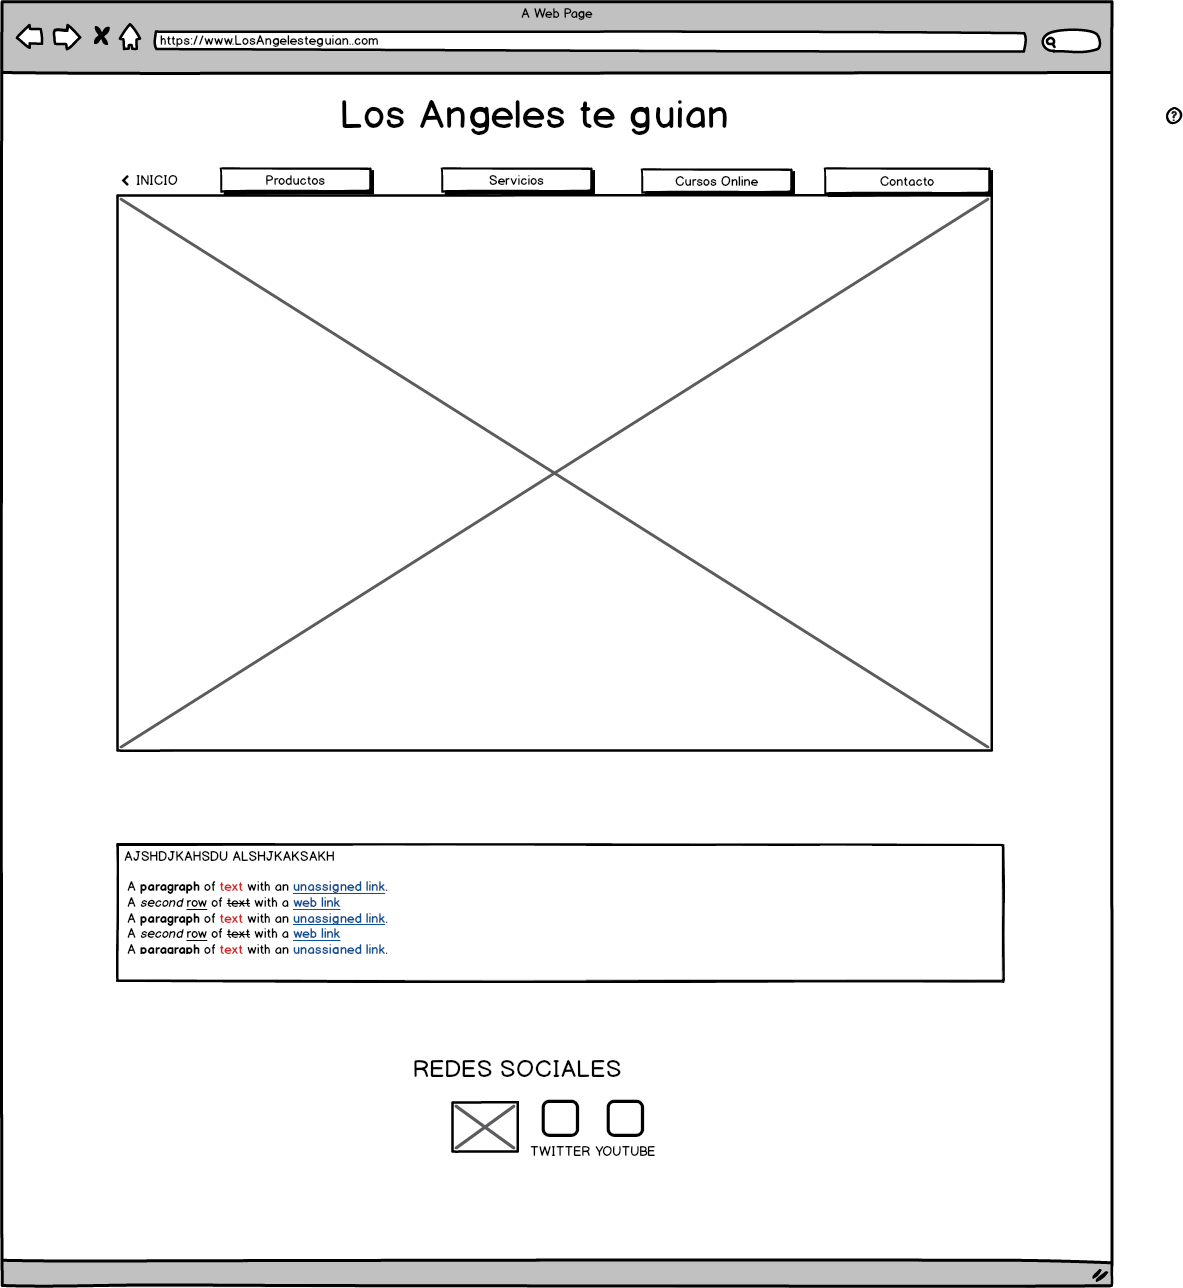 A Web Page
https://www.LosAngelesteguian..com
Los Angeles te guian
?
INICIO
Productos
Servicios
Cursos Online
Contacto
AJSHDJKAHSDU ALSHJKAKSAKH
A paragraph of text with an unassigned link.
A second row of text with a web link
A paragraph of text with an unassigned link.
A second row of text with a web link
A paragraph of text with an unassigned link.
REDES SOCIALES
TWITTER YOUTUBE